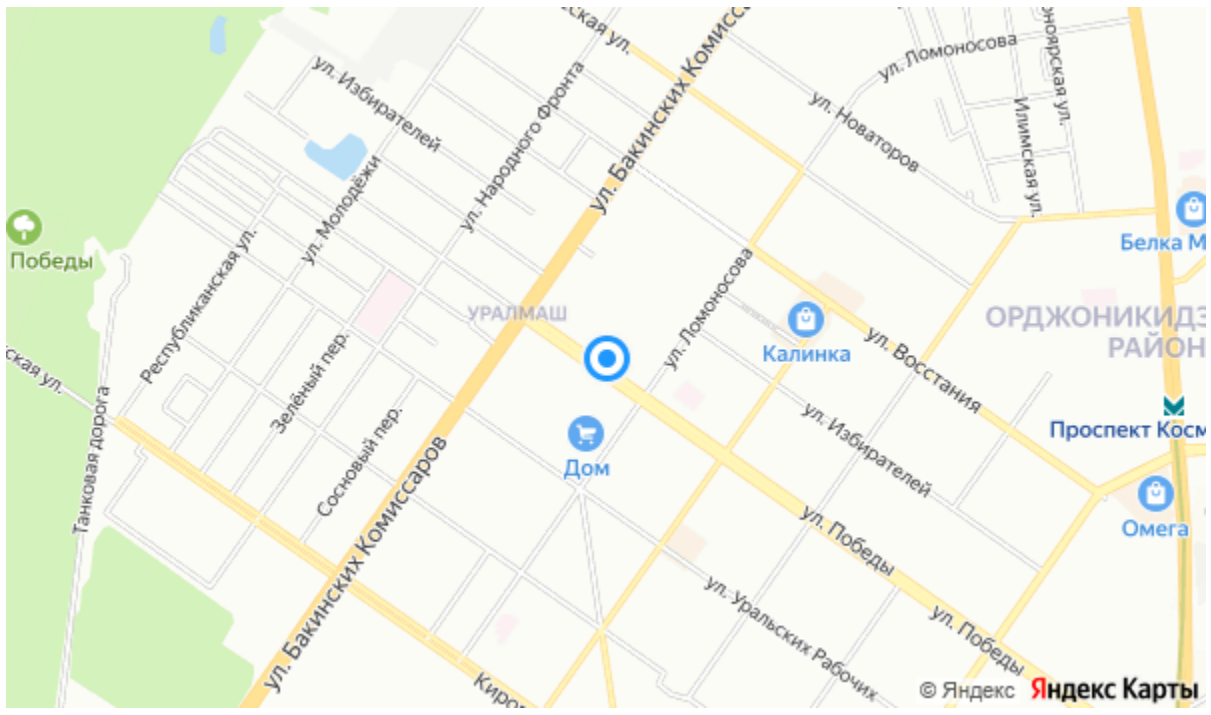 ская ул.
ул. Бакинских Комиссаров
ул. Ломоносова
ноярская ул.
ул. Избирателей
ул. Народного Фронта
ул. Новаторов
Илимская ул.
ул. Молодёжи
Победы
Республиканская ул.
Белка М
УРАЛМАШ
ул. Ломоносова
Калинка
ул. Восстания
ОРДЖОНИКИДЗ
РАЙОН
ская ул.
Зелёный пер.
Танковая дорога
Сосновый пер.
Дом
ул. Избирателей
Проспект Косм
ул. Бакинских Комиссаров
Омега
ул. Победы
ул. Уральских Рабочих
ул. Победы
Киров
© Яндекс Яндекс Карты